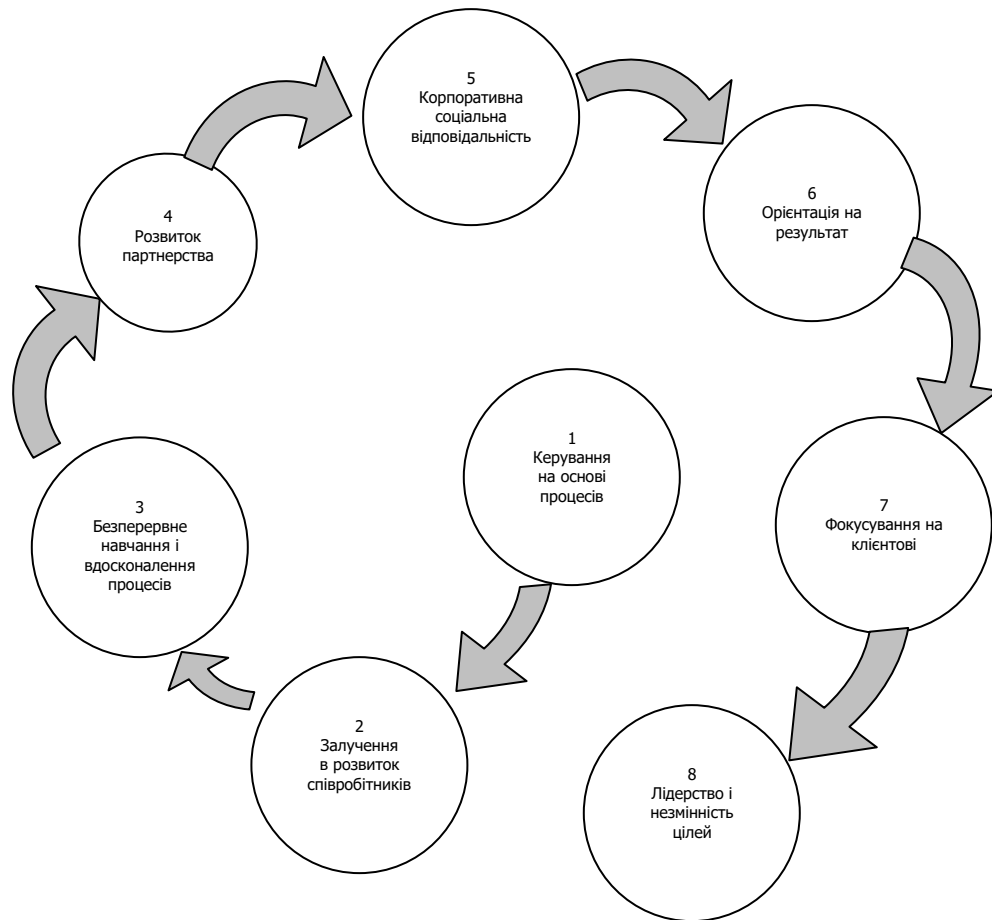 1
Керування
на основі
процесів
2
Залучення
в розвиток
співробітників
3
Безперервне
навчання і
вдосконалення
процесів
4
Розвиток
партнерства
5
Корпоративна
соціальна
відповідальність
6
Орієнтація на
результат
7
Фокусування на
клієнтові
8
Лідерство і
незмінність
цілей